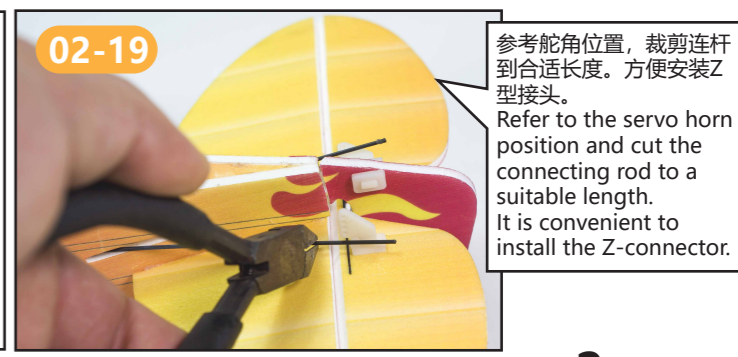 02-19
参考舵角位置，裁剪连杆
到合适长度。方便安装Z
型接头。
Refer to the servo horn
position and cut the
connecting rod to a
suitable length.
It is convenient to
install the Z-connector.